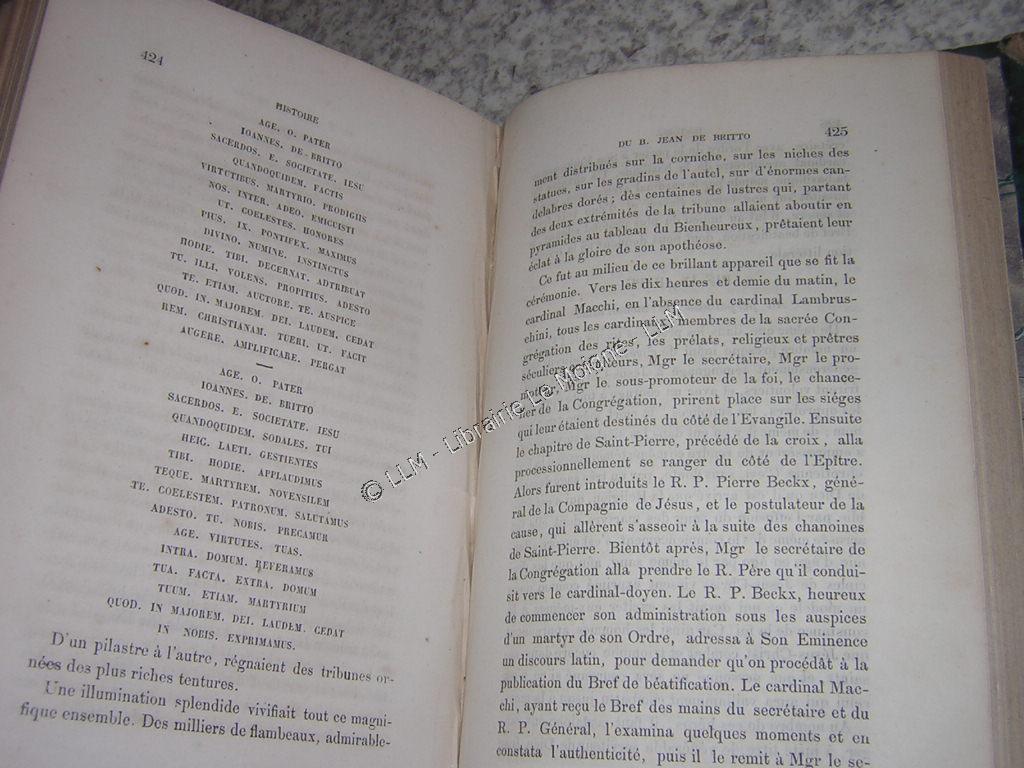 424
HISTOIRE
AGE. O. PATER
IOANNES. DE. BRITTO
SACERDOS. E. SOCIETATE. IESU
QUANDOQUIDEM. FACTIS
VIRTUTIBUS. MARTYRIO. PRODIGIIS
NOS. INTER. ADEO. EMICUISTI
UT. COELESTES. HONORES
PIUS. IX. PONTIFEX. MAXIMUS
DIVINO. NUMINE. INSTINCTUS
HODIE. TIBI. DECERNAT. ADTRIBUAT
TU. ILLI. VOLENS. PROPITIUS. ADESTO
TE. ETIAM. AUCTORE. TE. AUSPICE
QUOD. IN. MAJOREM. DEI. LAUDEM. CEDAT
REM. CHRISTIANAM. TUERI. UT. FACIT
AUGERE. AMPLIFICARE. PERGAT
AGE. O. PATER
IOANNES. DE. BRITTO
SACERDOS. E. SOCIETATE. IESU
QUANDOQUIDEM. SODALES. TUI
HEIC. LAETI. GESTIENTES
TIBI. HODIE. APPLAUDIMUS
TEQUE. MARTYREM. NOVENSILEM
TE. COELESTEM. PATRONUM. SALUTAMUS
ADESTO. TU. NOBIS. PRECAMUR
AGE. VIRTUTES. TUAS.
INTRA. DOMUM. REVERAMUS
TUA. FACTA. EXTRA. DOMUM
TUUM. ETIAM. MARTYRIUM
QUOD. IN MAJOREM. DEI. LAUDEM. CEDAT
IN NOBIS. EXPRIMAMUS.
D'un pilastre à l'autre, régnaient des tribunes or-
nées des plus riches tentures.
Une illumination splendide vivifiait tout ce magni-
fique ensemble. Des milliers de flambeaux, admirable-
DU B. JEAN DE BRITTO 425
ment distribués sur la corniche, sur les niches des
statues, sur les gradins de l'autel, sur d'énormes can-
delabres dorés; dès centaines de lustres qui, partant
des deux extrémités de la tribune allaient aboutir en
pyramides au tableau du Bienheureux, prêtaient leur
éclat à la gloire de son apothéose.
Ce fut au milieu de ce brillant appareil que se fit la
cérémonie. Vers les dix heures et demie du matin, le
cardinal Macchi, en l'absence du cardinal Lambrus-
chini, tous les cardinaux membres de la sacrée Con-
grégation des rites, les prélats, religieux et prêtres
séculiers consulteurs, Mgr le secrétaire, Mgr le pro-
moteur, Mgr le sous-promoteur de la foi, le chance-
lier de la Congrégation, prirent place sur les siéges
qui leur étaient destinés du côté de l'Evangile. Ensuite
le chapitre de Saint-Pierre, précédé de la croix, alla
processionnellement se ranger du côté de l'Epître.
Alors furent introduits le R. P. Pierre Beckx, géné-
ral de la Compagnie de Jésus, et le postulateur de la
cause, qui allèrent s'asseoir à la suite des chanoines
de Saint-Pierre. Bientôt après, Mgr le secrétaire de
la Congrégation alla prendre le R. Père qu'il condui-
sit vers le cardinal-doyen. Le R. P. Beckx, heureux
de commencer son administration sous les auspices
d'un martyr de son Ordre, adressa à Son Eminence
un discours latin, pour demander qu'on procédât à la
publication du Bref de béatification. Le cardinal Mac-
chi, ayant reçu le Bref des mains du secrétaire et du
R. P. Général, l'examina quelques moments et en
constata l'authenticité, puis il le remit à Mgr le se-
© LLM - Librairie Le Moigne - LLM